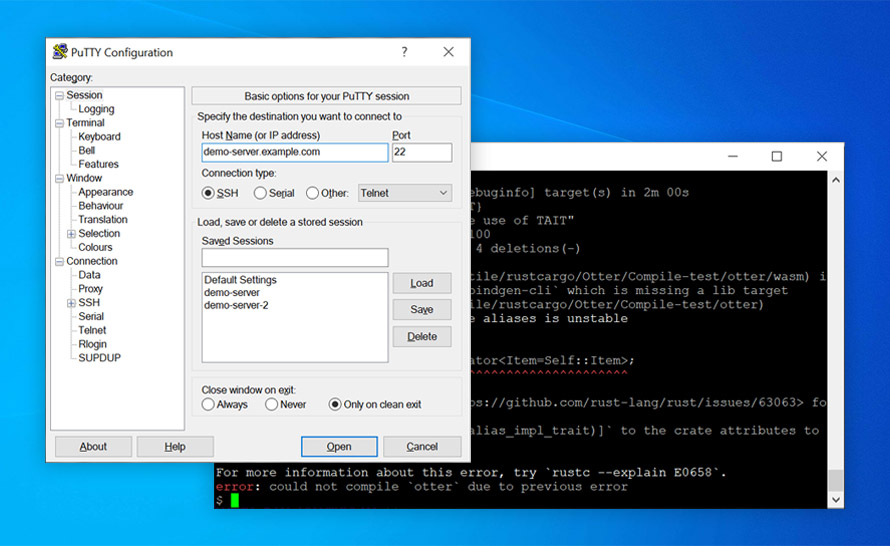 PuTTY Configuration
?
Category:
Session
Logging
Terminal
Keyboard
Bell
Features
Window
Appearance
Behaviour
Translation
Selection
Colours
Connection
Data
Proxy
SSH
Serial
Telnet
Rlogin
SUPDUP
Basic options for your PuTTY session
Specify the destination you want to connect to
Host Name (or IP address) Port
demo-server.example.com 22
Connection type:
SSH Serial Other: Telnet
Load, save or delete a stored session
Saved Sessions
Default Settings
demo-server
demo-server-2
Load
Save
Delete
Close window on exit:
Always Never Only on clean exit
About Help Open Cancel
ebuginfo] target(s) in 2m 00s
T}
e use of TAIT"
100
4 deletions(-)
tile/rustcargo/Otter/Compile-test/otter/wasm) i
bindgen-cli` which is missing a lib target
ile/rustcargo/Otter/Compile-test/otter)
e aliases is unstable
ator<Item=Self::Item>;
^^^^^^^^^^^^^^^^^^^^^^
ps://github.com/rust-lang/rust/issues/63063> fo
alias_impl_trait)]` to the crate attributes to
For more information about this error, try `rustc --explain E0658`.
error: could not compile `otter` due to previous error
$